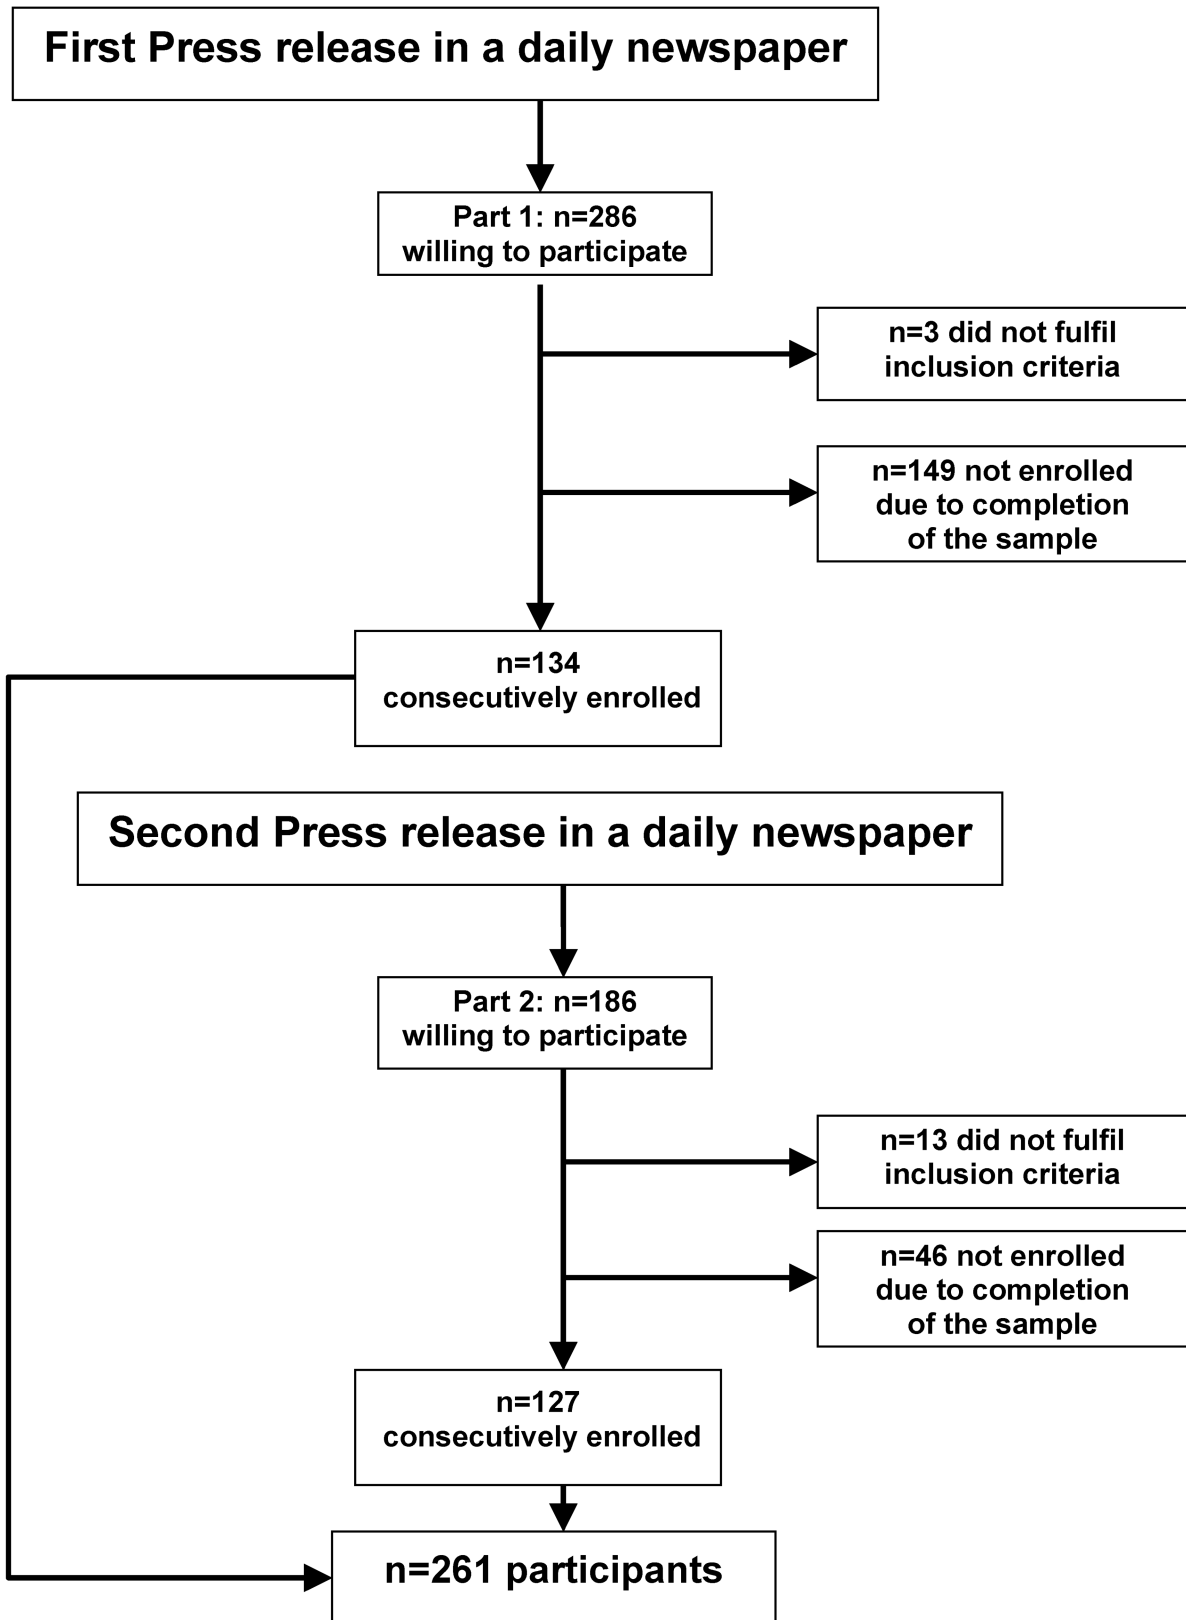 First Press release in a daily newspaper
Part 1: n=286
willing to participate
n=3 did not fulfil
inclusion criteria
n=149 not enrolled
due to completion
of the sample
n=134
consecutively enrolled
Second Press release in a daily newspaper
Part 2: n=186
willing to participate
n=13 did not fulfil
inclusion criteria
n=46 not enrolled
due to completion
of the sample
n=127
consecutively enrolled
n=261 participants